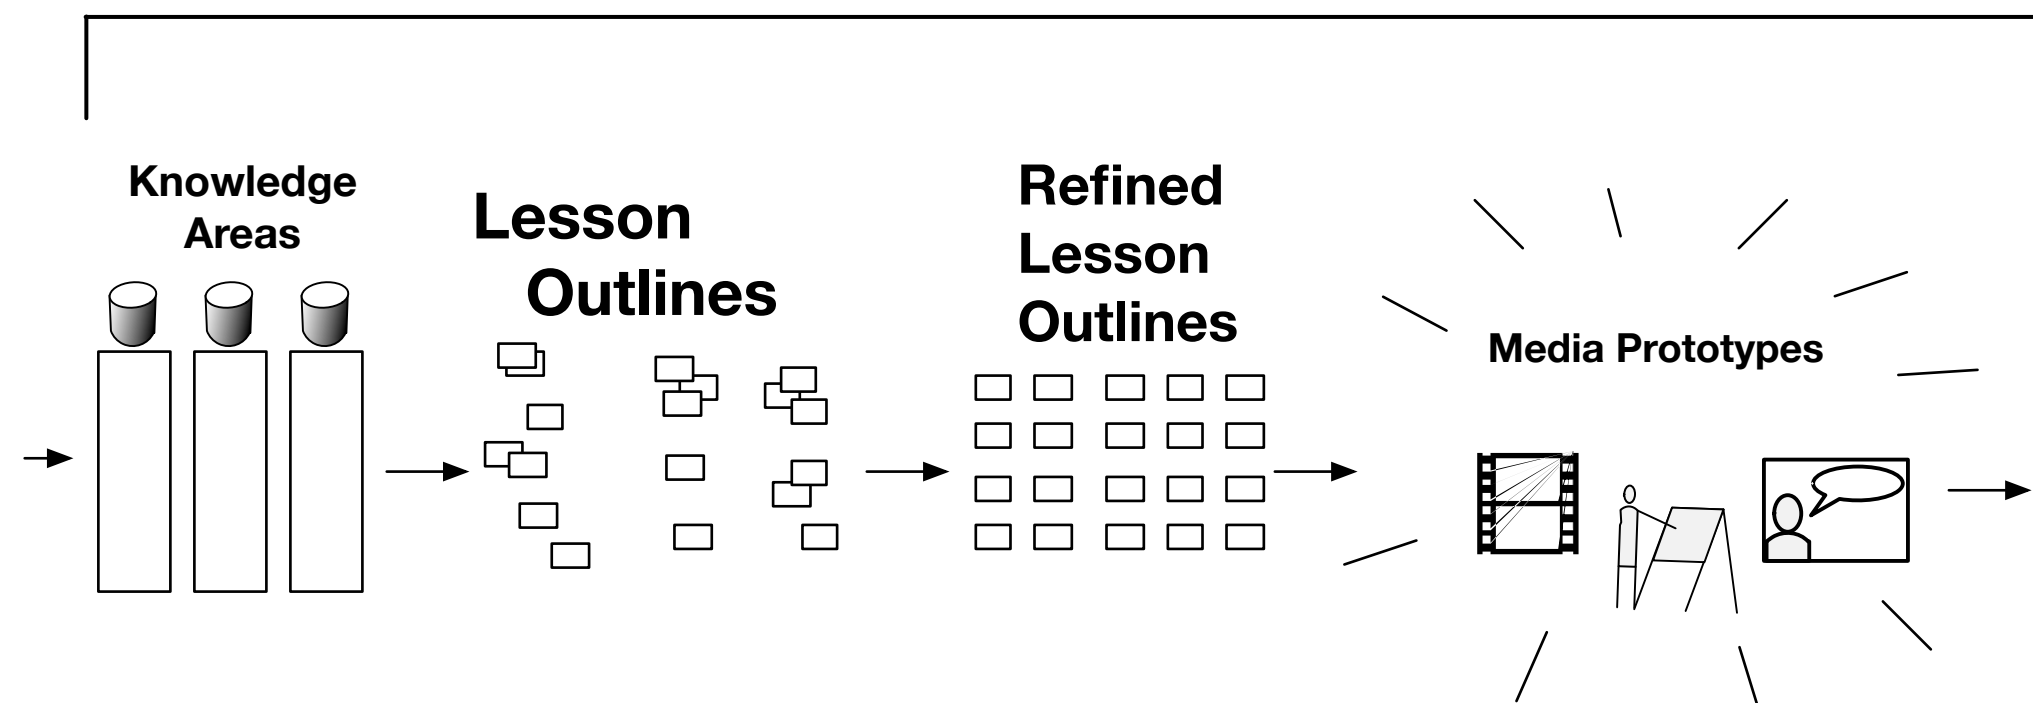 Knowledge
Areas
Lesson
Outlines
Refined
Lesson
Outlines
Media Prototypes